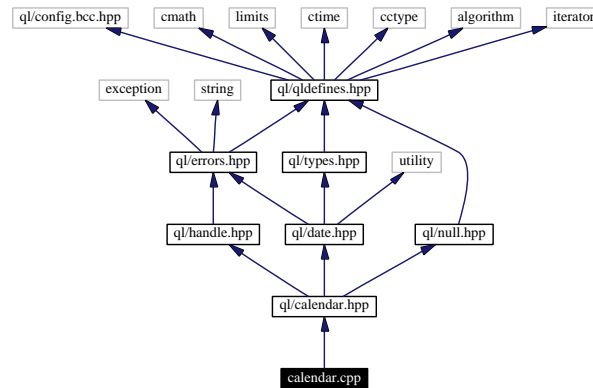 ql/config.bcc.hpp cmath limits ctime cctype algorithm iterator
exception string ql/qldefines.hpp
ql/errors.hpp ql/types.hpp utility
ql/handle.hpp ql/date.hpp ql/null.hpp
ql/calendar.hpp
calendar.cpp